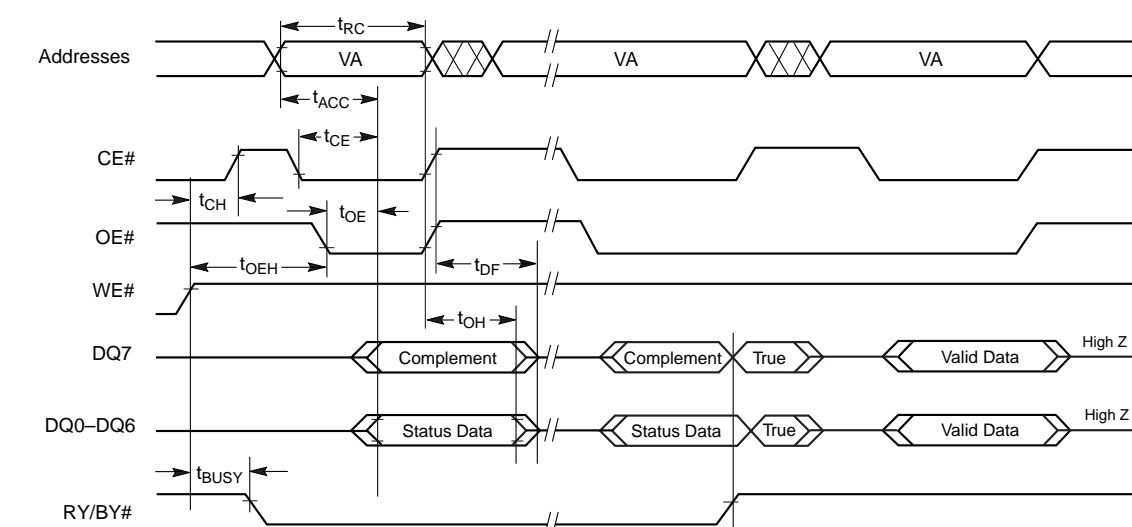 tRC
Addresses VA VA VA
tACC
tCE
CE#
tCH tOE
OE#
tOEH tDF
WE#
tOH
DQ7 Complement Complement True Valid Data High Z
DQ0–DQ6 Status Data Status Data True Valid Data High Z
tBUSY
RY/BY#